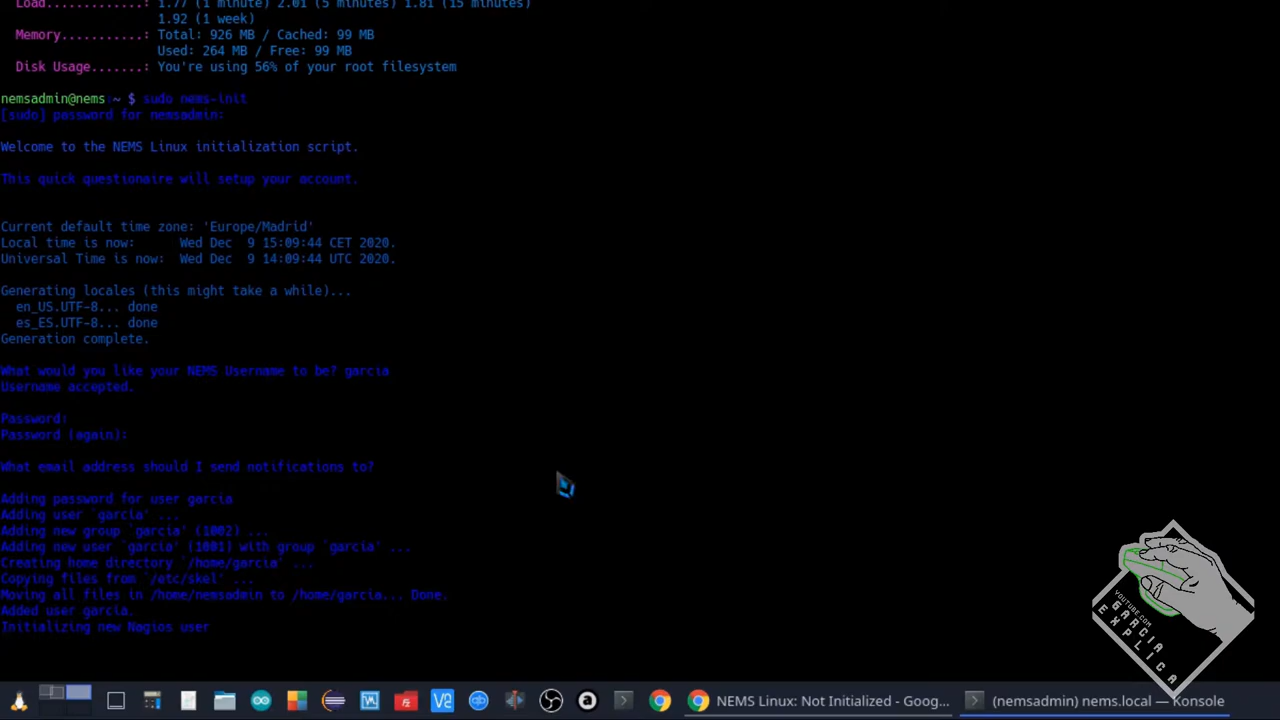 Load.............: 1.77 (1 minute) 2.01 (5 minutes) 1.81 (15 minutes)
1.92 (1 week)
Memory...........: Total: 926 MB / Cached: 99 MB
Used: 264 MB / Free: 99 MB
Disk Usage.......: You're using 56% of your root filesystem
nemsadmin@nems:~ $ sudo nems-init
[sudo] password for nemsadmin:
Welcome to the NEMS Linux initialization script.
This quick questionaire will setup your account.
Current default time zone: 'Europe/Madrid'
Local time is now:      Wed Dec  9 15:09:44 CET 2020.
Universal Time is now:  Wed Dec  9 14:09:44 UTC 2020.
Generating locales (this might take a while)...
en_US.UTF-8... done
es_ES.UTF-8... done
Generation complete.
What would you like your NEMS Username to be? garcia
Username accepted.
Password:
Password (again):
What email address should I send notifications to?
Adding password for user garcia
Adding user `garcia' ...
Adding new group `garcia' (1002) ...
Adding new user `garcia' (1001) with group `garcia' ...
Creating home directory `/home/garcia' ...
Copying files from `/etc/skel' ...
Moving all files in /home/nemsadmin to /home/garcia... Done.
Added user garcia.
Initializing new Nagios user
YOUTUBE.COM
GARCIA
EXPLICA
NEMS Linux: Not Initialized - Goog...
(nemsadmin) nems.local — Konsole